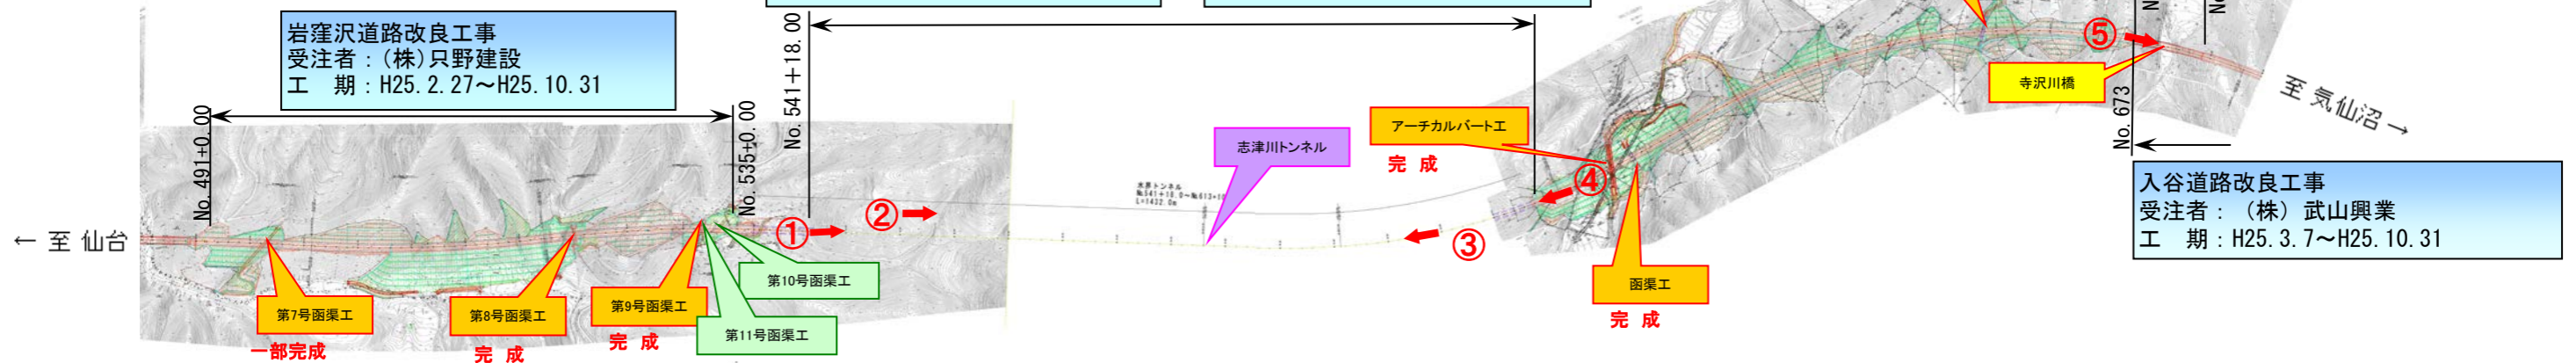 岩窪沢道路改良工事
受注者：(株)只野建設
工　期：H25.2.27～H25.10.31
No.491+0.00
No.535+0.00
No.541+18.00
← 至 仙台
①
②
③
④
⑤
第7号函渠工
一部完成
第8号函渠工
完 成
第9号函渠工
完 成
第10号函渠工
第11号函渠工
志津川トンネル
L=1432.0m
アーチカルバート工
完 成
函渠工
完 成
寺沢川橋
No.673
至 気仙沼 →
入谷道路改良工事
受注者：（株）武山興業
工　期：H25.3.7～H25.10.31